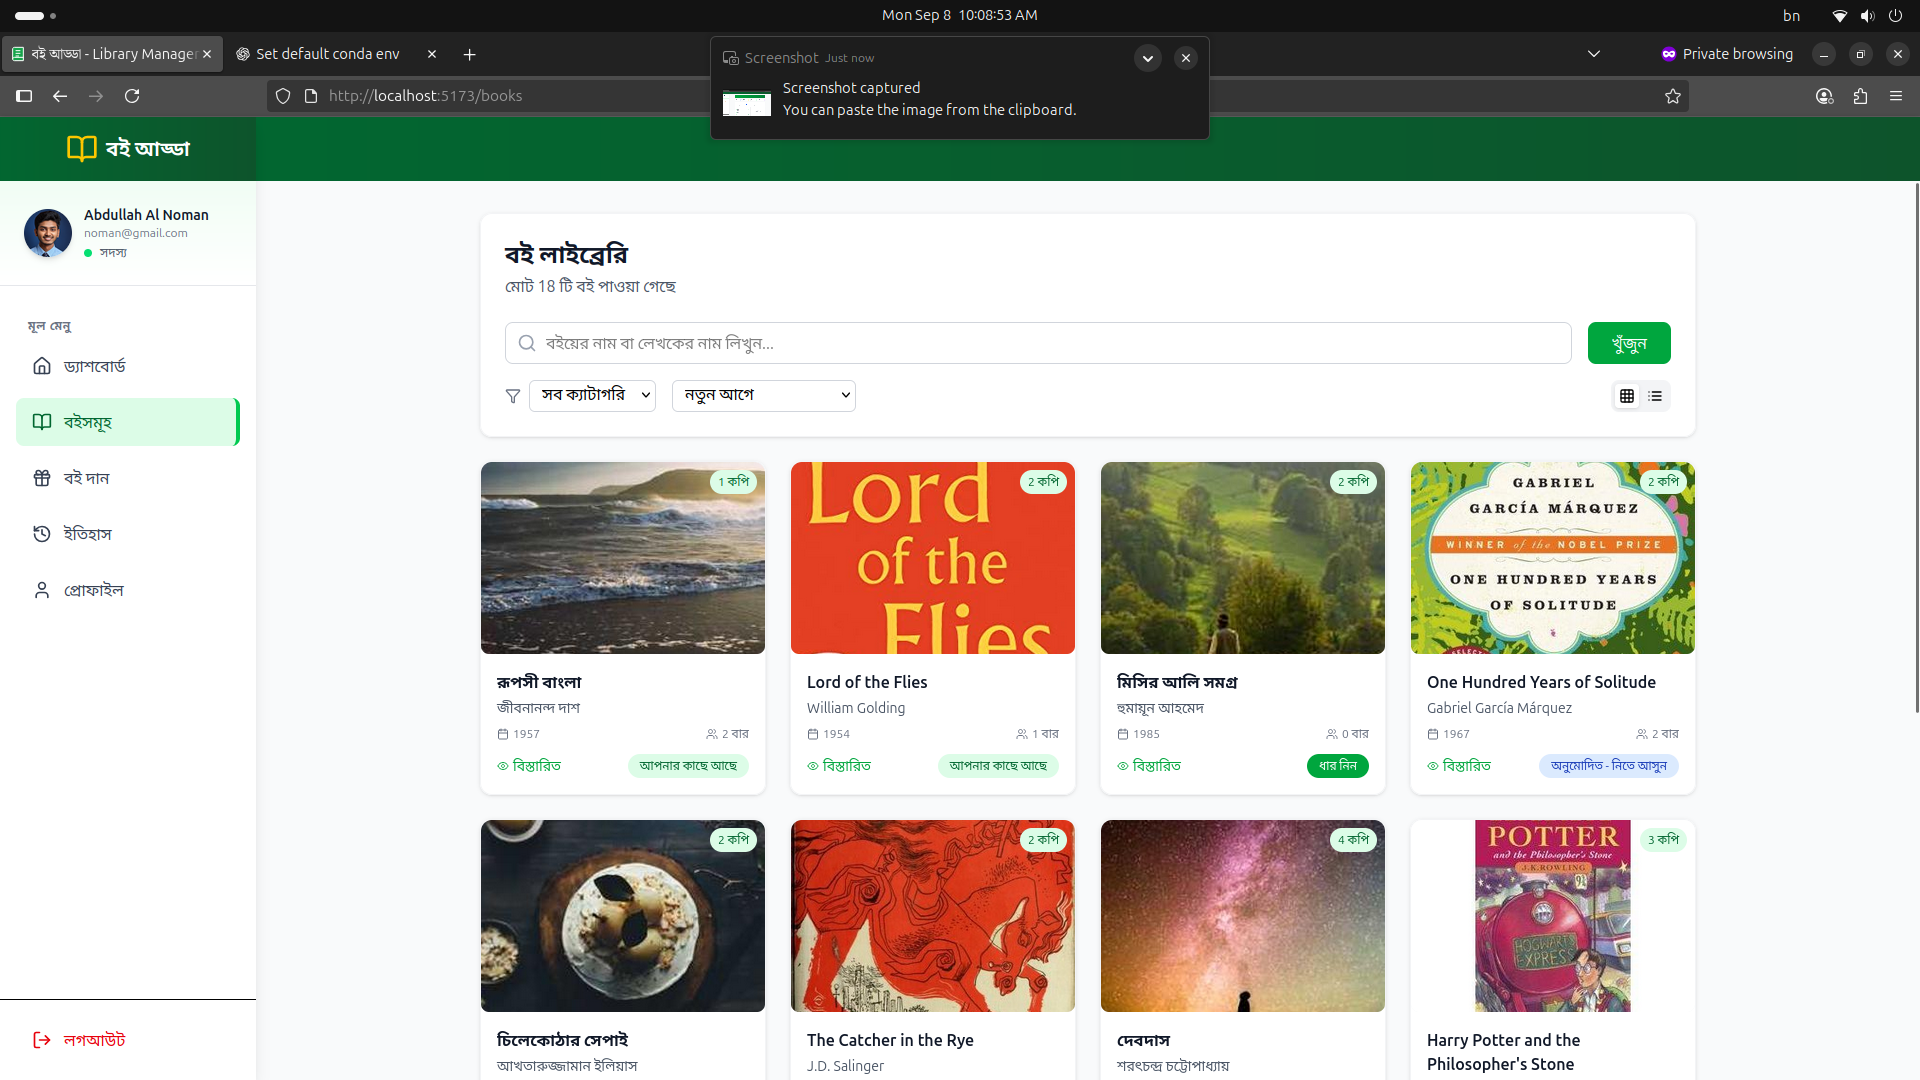 Mon Sep 8 10:08:53 AM
bn
বই আড্ডা - Library Manager
Set default conda env
Private browsing
http://localhost:5173/books
Screenshot Just now
Screenshot captured
You can paste the image from the clipboard.
বই আড্ডা
Abdullah Al Noman
noman@gmail.com
সদস্য
মূল মেনু
ড্যাশবোর্ড
বইসমূহ
বই দান
ইতিহাস
প্রোফাইল
লগআউট
বই লাইব্রেরি
মোট 18 টি বই পাওয়া গেছে
বইয়ের নাম বা লেখকের নাম লিখুন...
খুঁজুন
সব ক্যাটাগরি
নতুন আগে
1 কপি
রূপসী বাংলা
জীবনানন্দ দাশ
1957 2 বার
বিস্তারিত আপনার কাছে আছে
2 কপি
Lord
of the
Flies
Lord of the Flies
William Golding
1954 1 বার
বিস্তারিত আপনার কাছে আছে
2 কপি
মিসির আলি সমগ্র
হুমায়ূন আহমেদ
1985 0 বার
বিস্তারিত ধার নিন
2 কপি
GABRIEL
GARCÍA MÁRQUEZ
WINNER of the NOBEL PRIZE
ONE HUNDRED YEARS
OF SOLITUDE
One Hundred Years of Solitude
Gabriel García Márquez
1967 2 বার
বিস্তারিত অনুমোদিত - নিতে আসুন
2 কপি
চিলেকোঠার সেপাই
আখতারুজ্জামান ইলিয়াস
2 কপি
The Catcher in the Rye
J.D. Salinger
4 কপি
দেবদাস
শরৎচন্দ্র চট্টোপাধ্যায়
3 কপি
POTTER
and the Philosopher's Stone
J.K.ROWLING
9¾
HOGWARTS
EXPRESS
Harry Potter and the
Philosopher's Stone